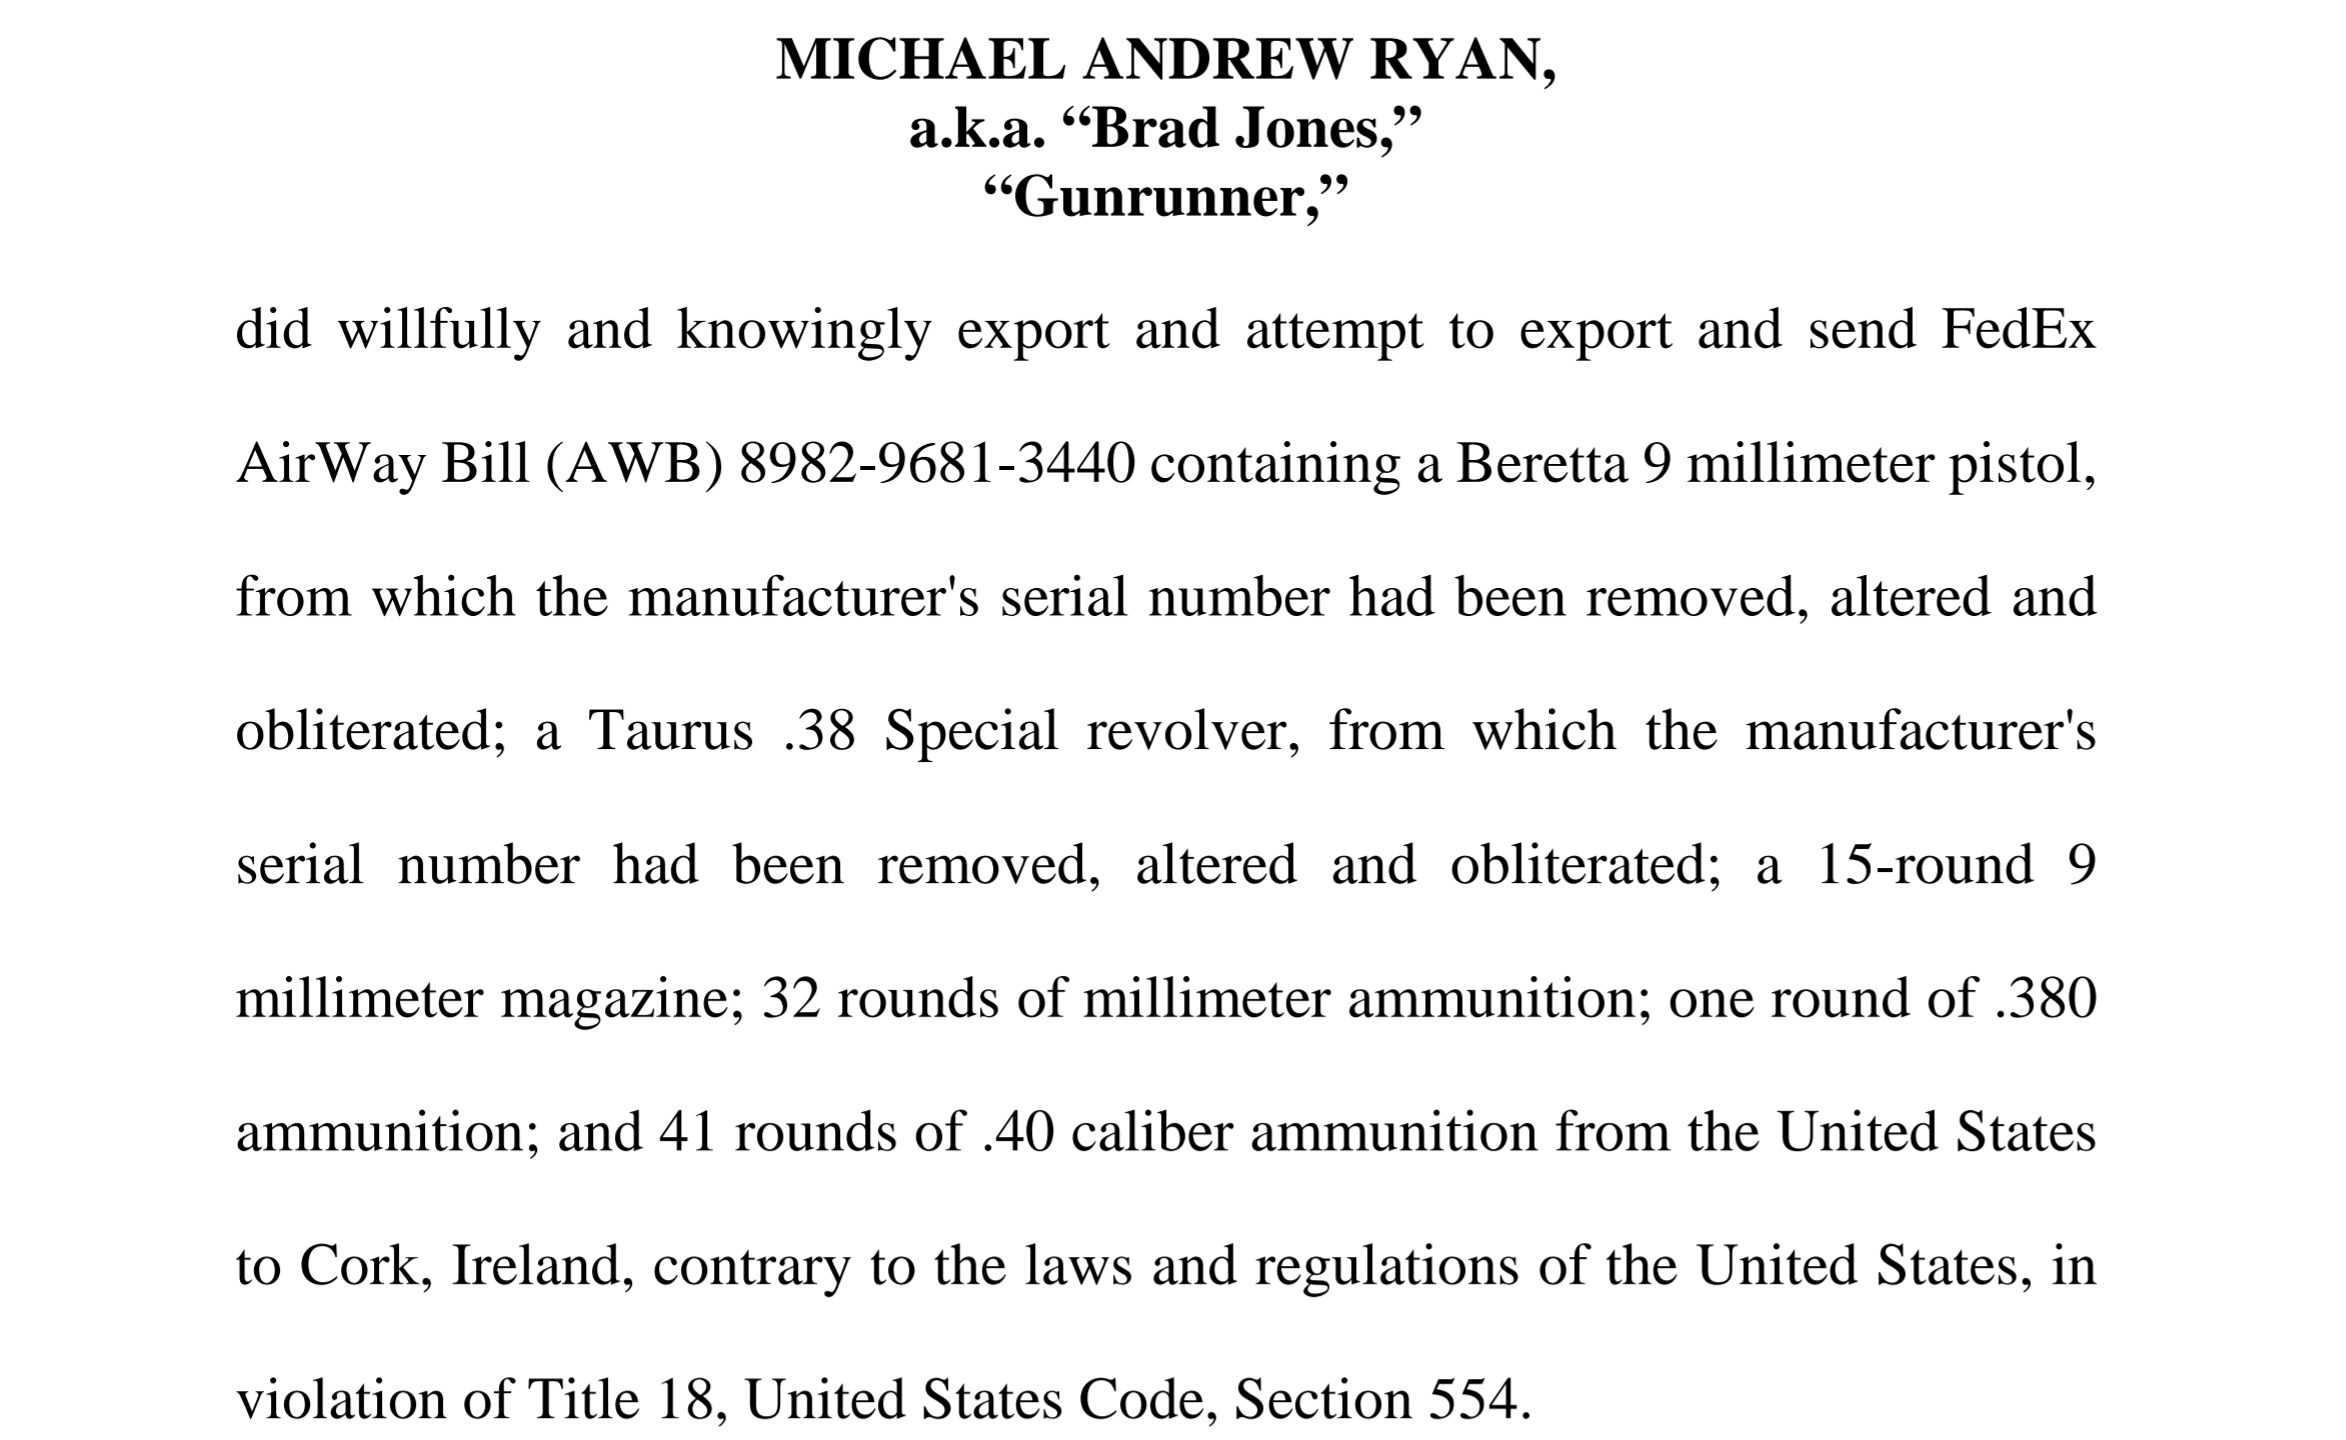 MICHAEL ANDREW RYAN,
a.k.a. “Brad Jones,”
“Gunrunner,”
did willfully and knowingly export and attempt to export and send FedEx
AirWay Bill (AWB) 8982-9681-3440 containing a Beretta 9 millimeter pistol,
from which the manufacturer's serial number had been removed, altered and
obliterated; a Taurus .38 Special revolver, from which the manufacturer's
serial number had been removed, altered and obliterated; a 15-round 9
millimeter magazine; 32 rounds of millimeter ammunition; one round of .380
ammunition; and 41 rounds of .40 caliber ammunition from the United States
to Cork, Ireland, contrary to the laws and regulations of the United States, in
violation of Title 18, United States Code, Section 554.